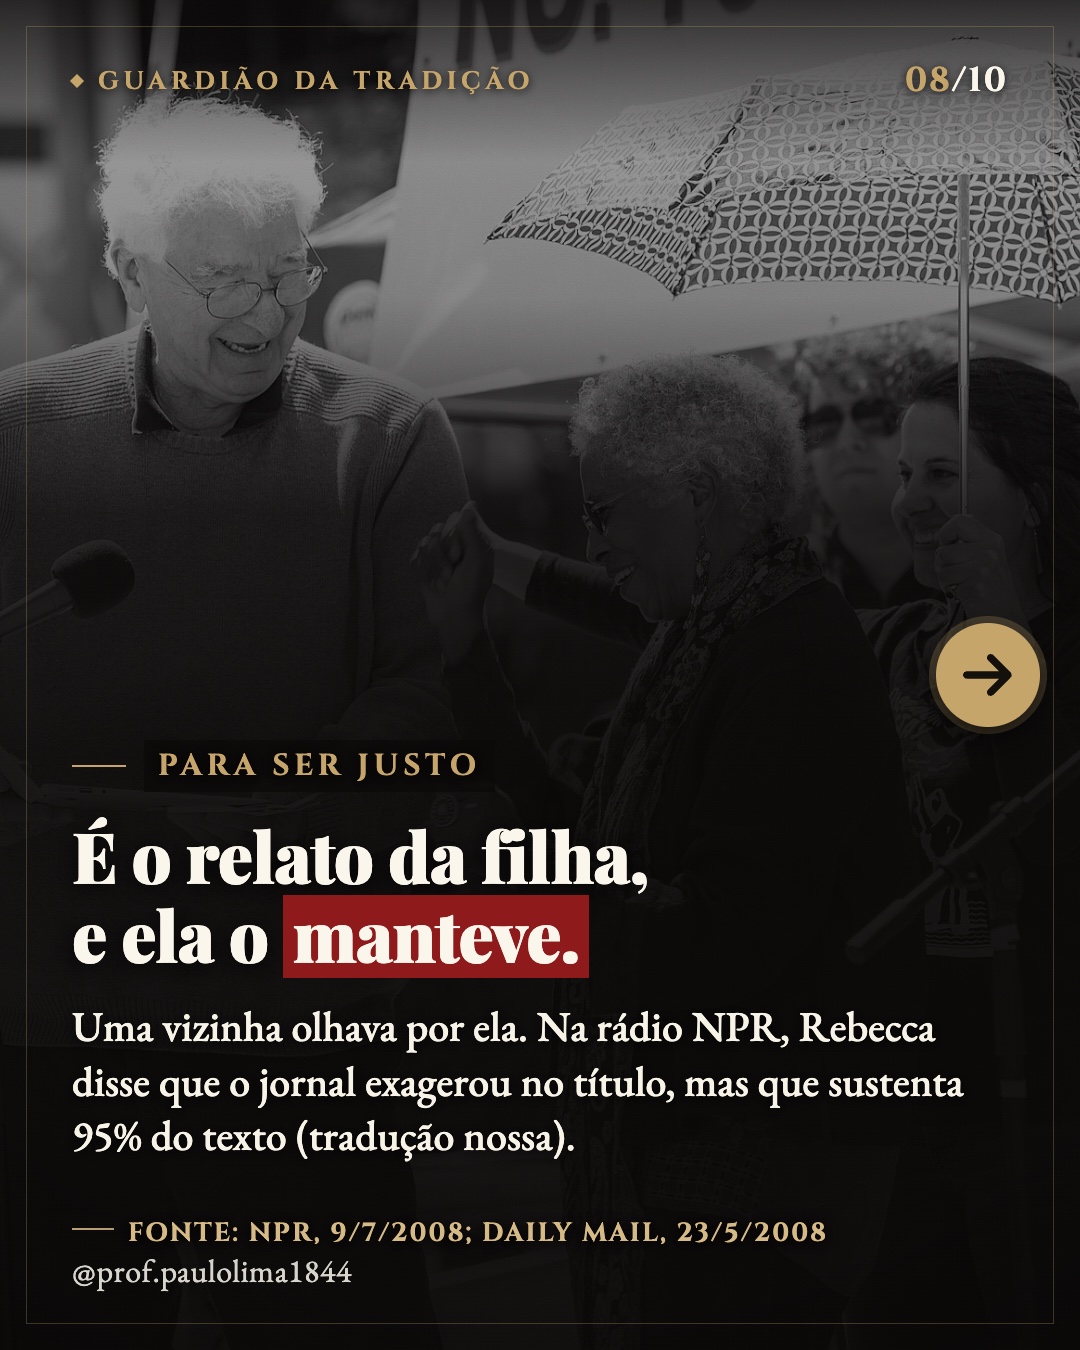 GUARDIÃO DA TRADIÇÃO
08/10
PARA SER JUSTO
É o relato da filha,
e ela o manteve.
Uma vizinha olhava por ela. Na rádio NPR, Rebecca
disse que o jornal exagerou no título, mas que sustenta
95% do texto (tradução nossa).
FONTE: NPR, 9/7/2008; DAILY MAIL, 23/5/2008
@prof.paulolima1844